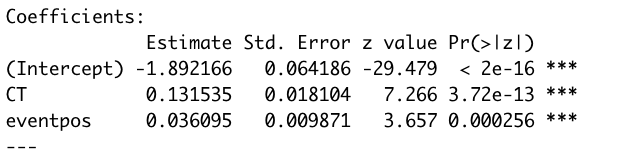 Coefficients:
             Estimate Std. Error z value Pr(>|z|)
(Intercept) -1.892166   0.064186 -29.479  < 2e-16 ***
CT           0.131535   0.018104   7.266 3.72e-13 ***
eventpos     0.036095   0.009871   3.657 0.000256 ***
---